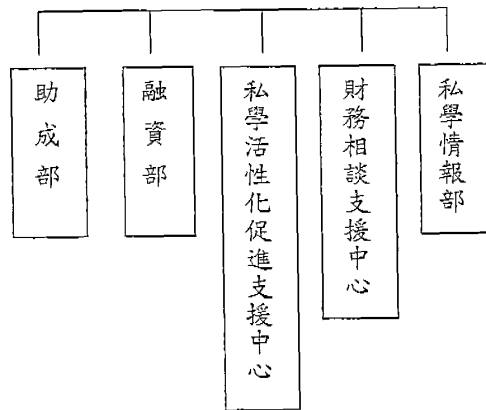 助成部
融資部
私學活性化促進支援中心
財務相談支援中心
私學情報部